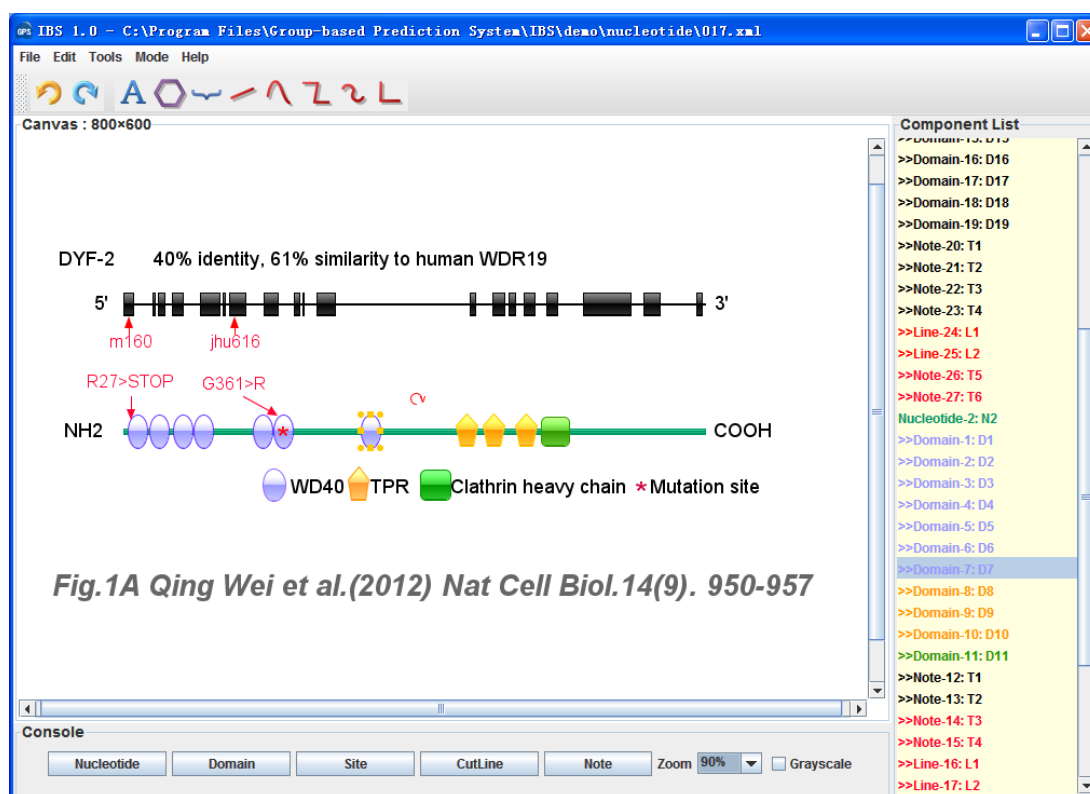 GPS IBS 1.0 - C:\Program Files\Group-based Prediction System\IBS\demo\nucleotide\017.xml
File Edit Tools Mode Help
A
Canvas : 800×600
DYF-2 40% identity, 61% similarity to human WDR19
5' 3'
m160 jhu616
R27>STOP G361>R
NH2 * COOH
WD40 TPR Clathrin heavy chain * Mutation site
Fig.1A Qing Wei et al.(2012) Nat Cell Biol.14(9). 950-957
Component List
>>Domain-15: D15
>>Domain-16: D16
>>Domain-17: D17
>>Domain-18: D18
>>Domain-19: D19
>>Note-20: T1
>>Note-21: T2
>>Note-22: T3
>>Note-23: T4
>>Line-24: L1
>>Line-25: L2
>>Note-26: T5
>>Note-27: T6
Nucleotide-2: N2
>>Domain-1: D1
>>Domain-2: D2
>>Domain-3: D3
>>Domain-4: D4
>>Domain-5: D5
>>Domain-6: D6
>>Domain-7: D7
>>Domain-8: D8
>>Domain-9: D9
>>Domain-10: D10
>>Domain-11: D11
>>Note-12: T1
>>Note-13: T2
>>Note-14: T3
>>Note-15: T4
>>Line-16: L1
>>Line-17: L2
Console
Nucleotide Domain Site CutLine Note Zoom 90% Grayscale